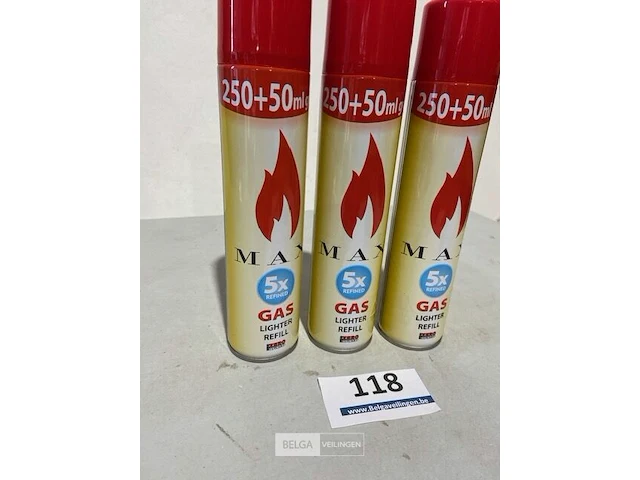 250+50ml g
MAX
5x
REFINED
GAS
LIGHTER
REFILL
250+50ml g
MAX
5x
REFINED
GAS
LIGHTER
REFILL
250+50ml
MAX
5x
REFINED
GAS
LIGHTER
REFILL
118
www.Belgaveilingen.be
BELGA VEILINGEN